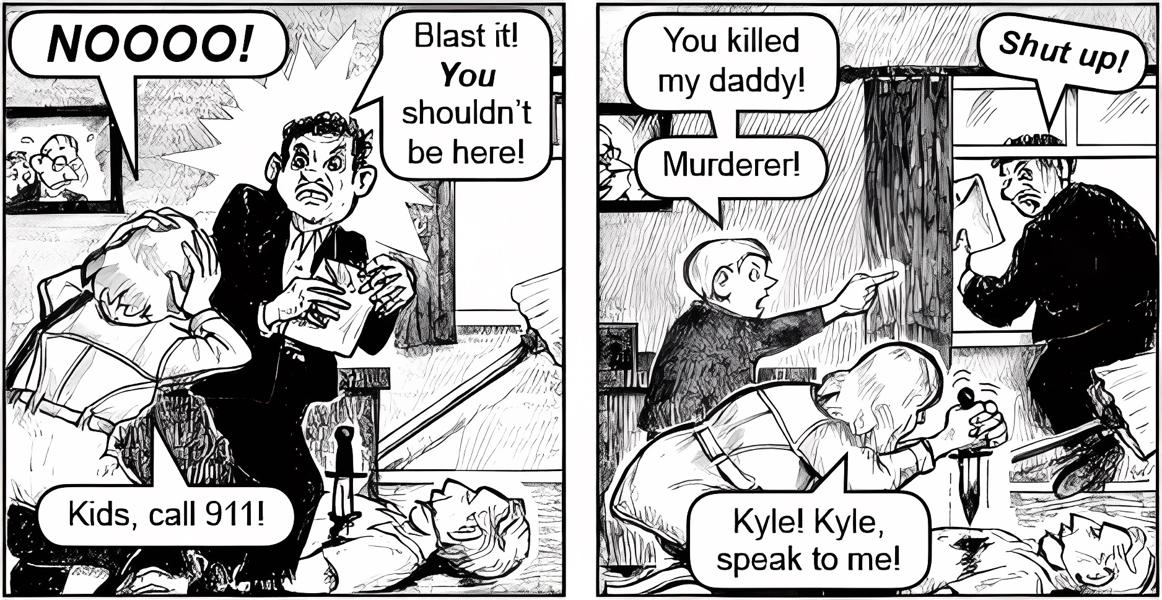 NOOOO!
Blast it!
You
shouldn't
be here!
Kids, call 911!
You killed
my daddy!
Murderer!
Shut up!
Kyle! Kyle,
speak to me!